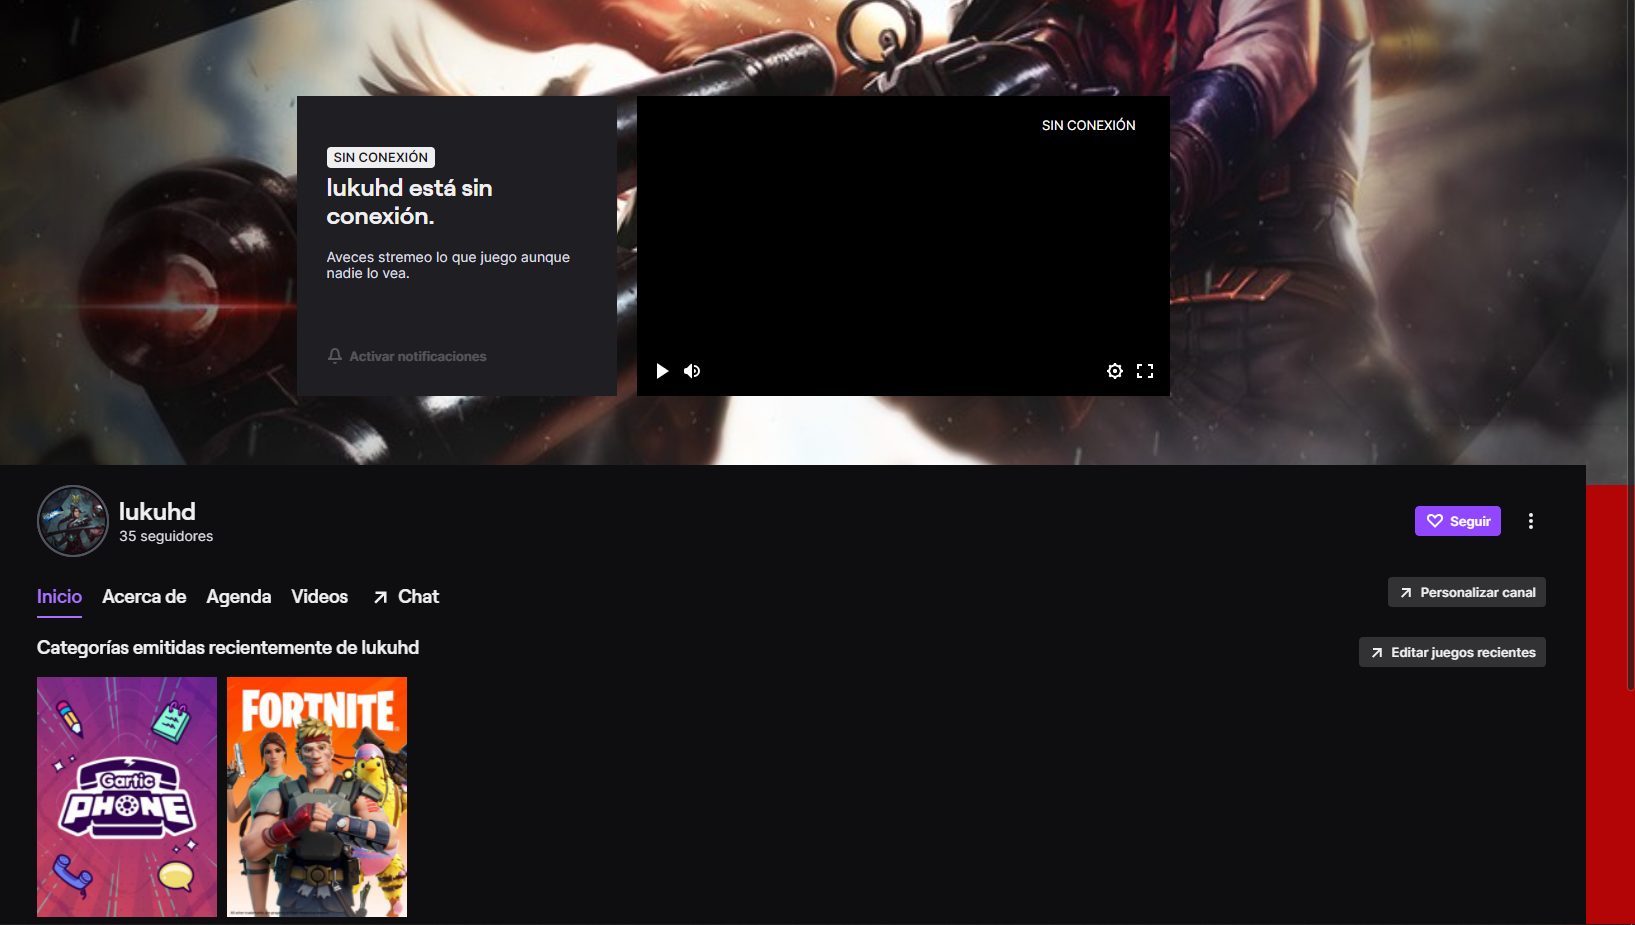 SIN CONEXIÓN
SIN CONEXIÓN
lukuhd está sin
conexión.
Aveces stremeo lo que juego aunque
nadie lo vea.
Activar notificaciones
lukuhd
35 seguidores
Seguir
Inicio Acerca de Agenda Videos Chat
Personalizar canal
Categorías emitidas recientemente de lukuhd
Editar juegos recientes
Gartic
PHONE
FORTNITE